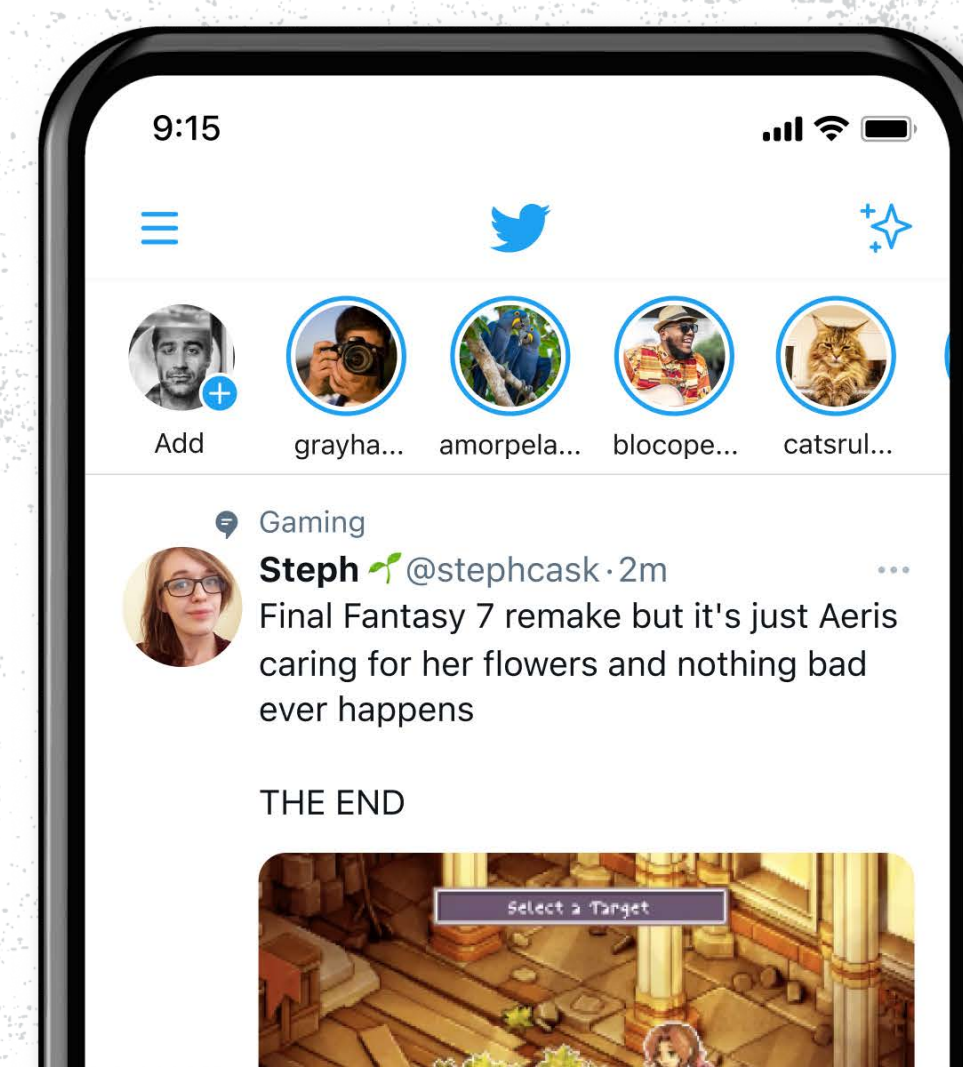 9:15
Add
grayha...
amorpela...
blocope...
catsrul...
Gaming
Steph 🌱 @stephcask · 2m
Final Fantasy 7 remake but it's just Aeris
caring for her flowers and nothing bad
ever happens
THE END
Select a Target